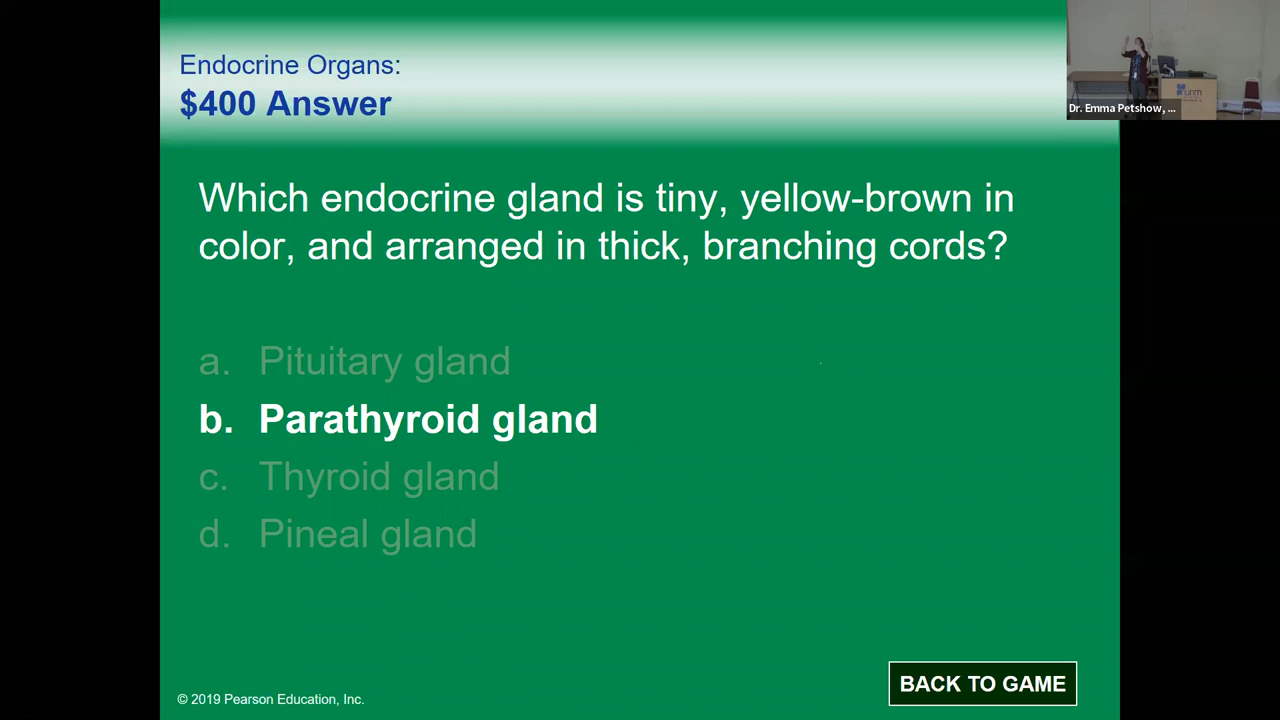 Endocrine Organs:
$400 Answer
Dr. Emma Petshow, ...
Which endocrine gland is tiny, yellow-brown in
color, and arranged in thick, branching cords?
a. Pituitary gland
b. Parathyroid gland
c. Thyroid gland
d. Pineal gland
BACK TO GAME
© 2019 Pearson Education, Inc.